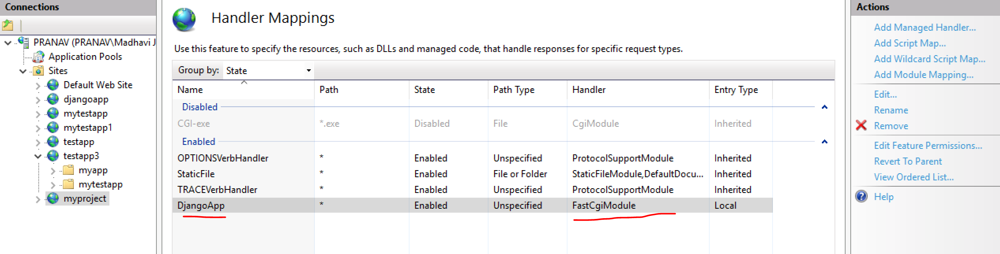 Connections
PRANAV (PRANAV\Madhavi J
Application Pools
Sites
Default Web Site
djangoapp
mytestapp
mytestapp1
testapp
testapp3
myapp
mytestapp
myproject
Handler Mappings
Use this feature to specify the resources, such as DLLs and managed code, that handle responses for specific request types.
Group by: State
Name Path State Path Type Handler Entry Type
Disabled
CGI-exe *.exe Disabled File CgiModule Inherited
Enabled
OPTIONSVerbHandler * Enabled Unspecified ProtocolSupportModule Inherited
StaticFile * Enabled File or Folder StaticFileModule,DefaultDocu... Inherited
TRACEVerbHandler * Enabled Unspecified ProtocolSupportModule Inherited
DjangoApp * Enabled Unspecified FastCgiModule Local
Actions
Add Managed Handler...
Add Script Map...
Add Wildcard Script Map...
Add Module Mapping...
Edit...
Rename
Remove
Edit Feature Permissions...
Revert To Parent
View Ordered List...
Help